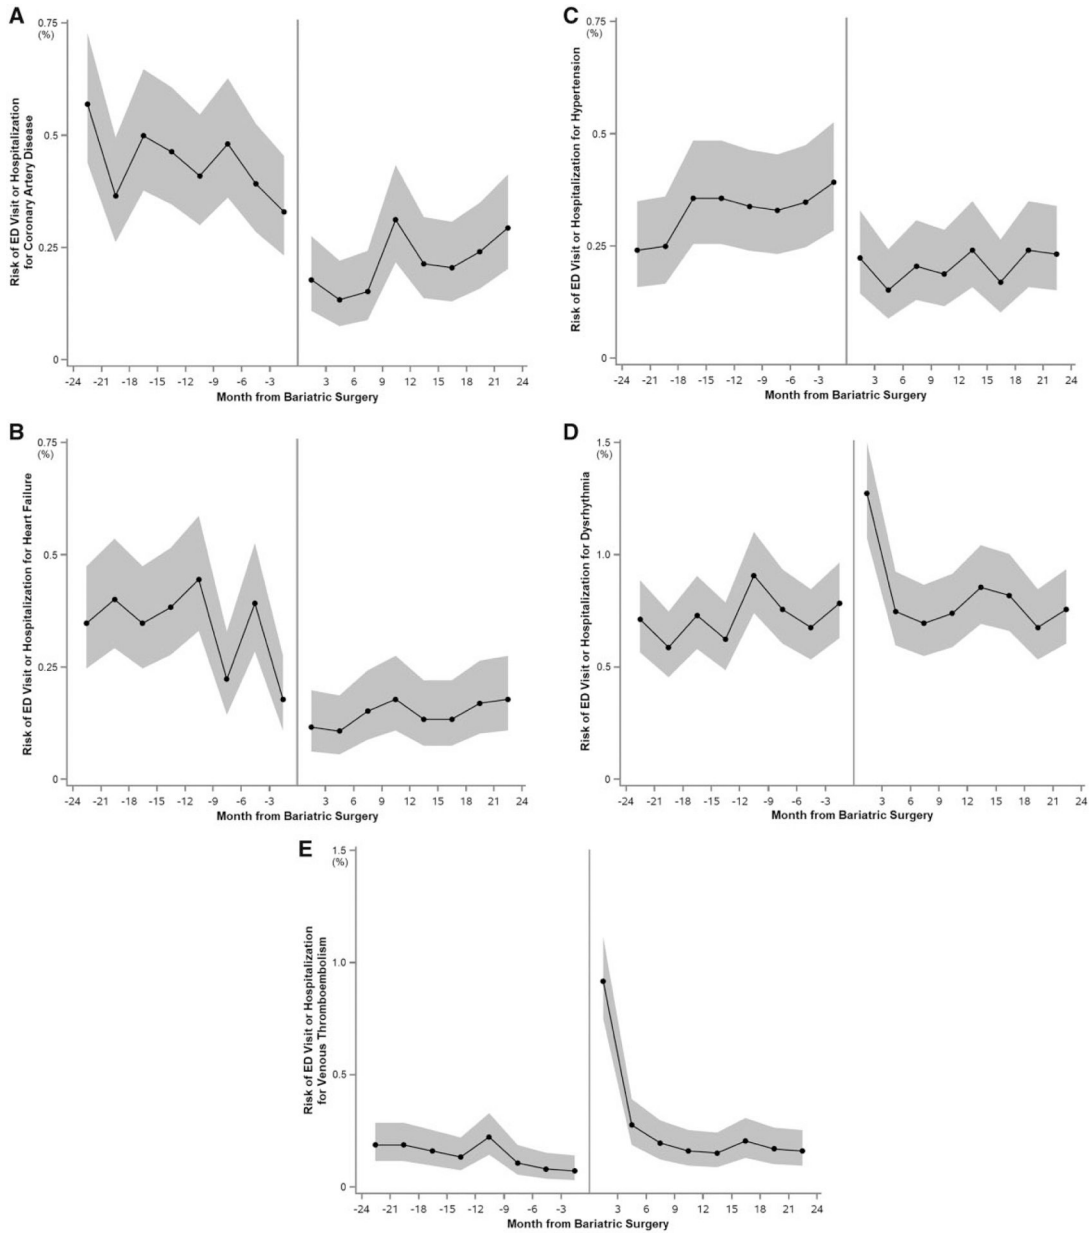 A
0.75
(%)
0.5
0.25
0
Risk of ED Visit or Hospitalization
for Coronary Artery Disease
-24 -21 -18 -15 -12 -9 -6 -3 3 6 9 12 15 18 21 24
Month from Bariatric Surgery
C
0.75
(%)
0.5
0.25
0
Risk of ED Visit or Hospitalization for Hypertension
-24 -21 -18 -15 -12 -9 -6 -3 3 6 9 12 15 18 21 24
Month from Bariatric Surgery
B
0.75
(%)
0.5
0.25
0
Risk of ED Visit or Hospitalization for Heart Failure
-24 -21 -18 -15 -12 -9 -6 -3 3 6 9 12 15 18 21 24
Month from Bariatric Surgery
D
1.5
(%)
1.0
0.5
0
Risk of ED Visit or Hospitalization for Dysrhythmia
-24 -21 -18 -15 -12 -9 -6 -3 3 6 9 12 15 18 21 24
Month from Bariatric Surgery
E
1.5
(%)
1.0
0.5
0
Risk of ED Visit or Hospitalization
for Venous Thromboembolism
-24 -21 -18 -15 -12 -9 -6 -3 3 6 9 12 15 18 21 24
Month from Bariatric Surgery